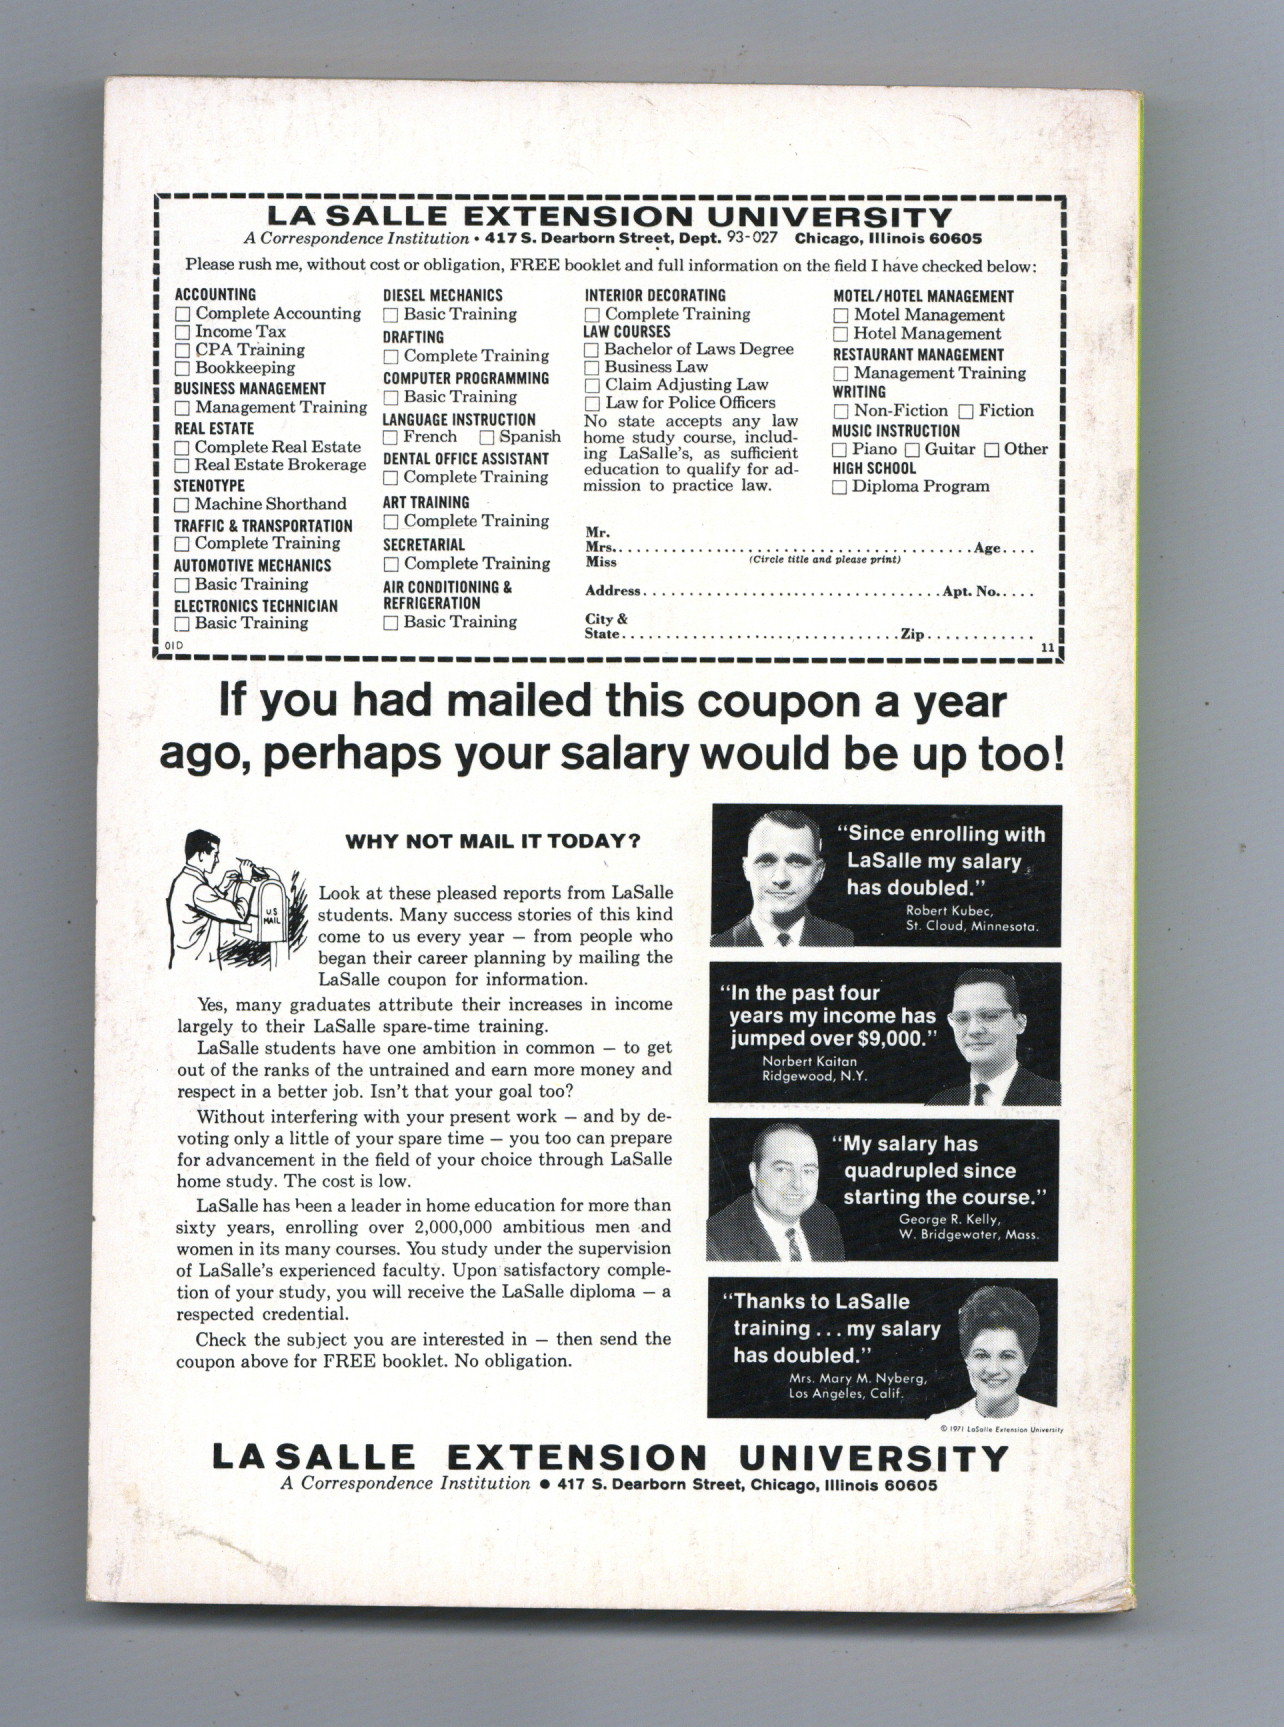 LA SALLE EXTENSION UNIVERSITY
A Correspondence Institution • 417 S. Dearborn Street, Dept. 93-027 Chicago, Illinois 60605
Please rush me, without cost or obligation, FREE booklet and full information on the field I have checked below:
ACCOUNTING
☐ Complete Accounting
☐ Income Tax
☐ CPA Training
☐ Bookkeeping
BUSINESS MANAGEMENT
☐ Management Training
REAL ESTATE
☐ Complete Real Estate
☐ Real Estate Brokerage
STENOTYPE
☐ Machine Shorthand
TRAFFIC & TRANSPORTATION
☐ Complete Training
AUTOMOTIVE MECHANICS
☐ Basic Training
ELECTRONICS TECHNICIAN
☐ Basic Training
01D
DIESEL MECHANICS
☐ Basic Training
DRAFTING
☐ Complete Training
COMPUTER PROGRAMMING
☐ Basic Training
LANGUAGE INSTRUCTION
☐ French ☐ Spanish
DENTAL OFFICE ASSISTANT
☐ Complete Training
ART TRAINING
☐ Complete Training
SECRETARIAL
☐ Complete Training
AIR CONDITIONING &
REFRIGERATION
☐ Basic Training
INTERIOR DECORATING
☐ Complete Training
LAW COURSES
☐ Bachelor of Laws Degree
☐ Business Law
☐ Claim Adjusting Law
☐ Law for Police Officers
No state accepts any law
home study course, includ-
ing LaSalle's, as sufficient
education to qualify for ad-
mission to practice law.
MOTEL/HOTEL MANAGEMENT
☐ Motel Management
☐ Hotel Management
RESTAURANT MANAGEMENT
☐ Management Training
WRITING
☐ Non-Fiction ☐ Fiction
MUSIC INSTRUCTION
☐ Piano ☐ Guitar ☐ Other
HIGH SCHOOL
☐ Diploma Program
Mr.
Mrs. Age
Miss (Circle title and please print)
Address Apt. No.
City &
State Zip
11
If you had mailed this coupon a year
ago, perhaps your salary would be up too!
WHY NOT MAIL IT TODAY?
U.S
MAIL
Look at these pleased reports from LaSalle
students. Many success stories of this kind
come to us every year — from people who
began their career planning by mailing the
LaSalle coupon for information.
Yes, many graduates attribute their increases in income
largely to their LaSalle spare-time training.
LaSalle students have one ambition in common — to get
out of the ranks of the untrained and earn more money and
respect in a better job. Isn't that your goal too?
Without interfering with your present work — and by de-
voting only a little of your spare time — you too can prepare
for advancement in the field of your choice through LaSalle
home study. The cost is low.
LaSalle has been a leader in home education for more than
sixty years, enrolling over 2,000,000 ambitious men and
women in its many courses. You study under the supervision
of LaSalle's experienced faculty. Upon satisfactory comple-
tion of your study, you will receive the LaSalle diploma — a
respected credential.
Check the subject you are interested in — then send the
coupon above for FREE booklet. No obligation.
"Since enrolling with
LaSalle my salary
has doubled."
Robert Kubec,
St. Cloud, Minnesota.
"In the past four
years my income has
jumped over $9,000."
Norbert Kaitan
Ridgewood, N.Y.
"My salary has
quadrupled since
starting the course."
George R. Kelly,
W. Bridgewater, Mass.
"Thanks to LaSalle
training ... my salary
has doubled."
Mrs. Mary M. Nyberg,
Los Angeles, Calif.
© 1971 LaSalle Extension University
LASALLE EXTENSION UNIVERSITY
A Correspondence Institution • 417 S. Dearborn Street, Chicago, Illinois 60605